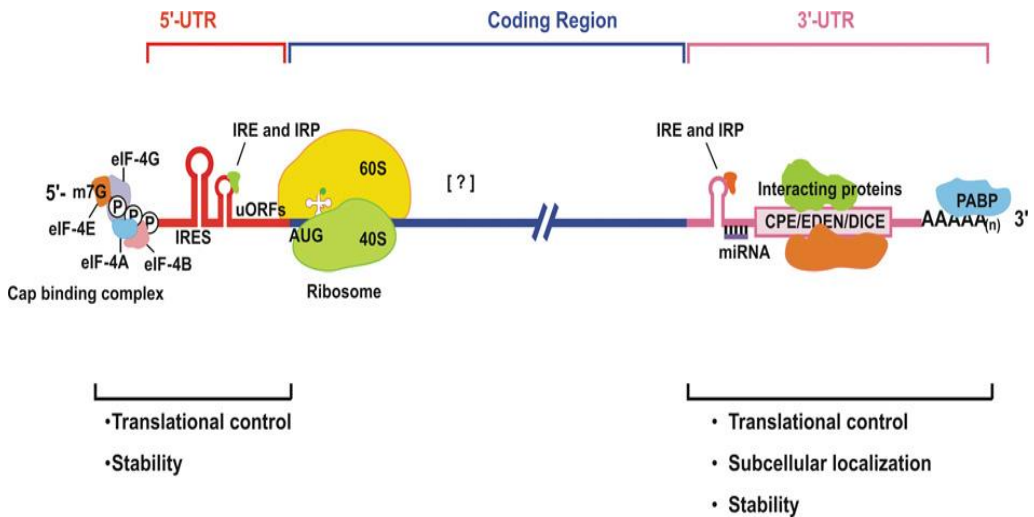 5'-UTR Coding Region 3'-UTR
IRE and IRP IRE and IRP
eIF-4G 60S [ ? ] Interacting proteins
5'- m7G PABP
P P P uORFs CPE/EDEN/DICE AAAAA(n) 3'
eIF-4E IRES AUG 40S miRNA
eIF-4A eIF-4B
Cap binding complex Ribosome
•Translational control • Translational control
•Stability • Subcellular localization
• Stability